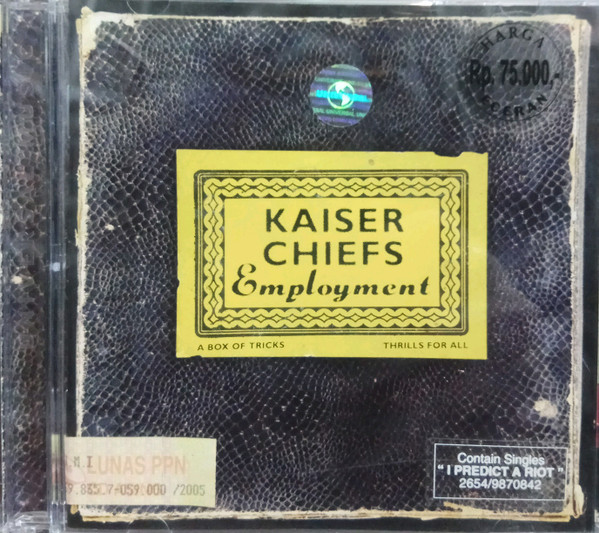 HARGA
Rp. 75.000,-
KAISER
CHIEFS
Employment
A BOX OF TRICKS
THRILLS FOR ALL
LUNAS PPN
/2005
Contain Singles
" I PREDICT A RIOT "
2654/9870842